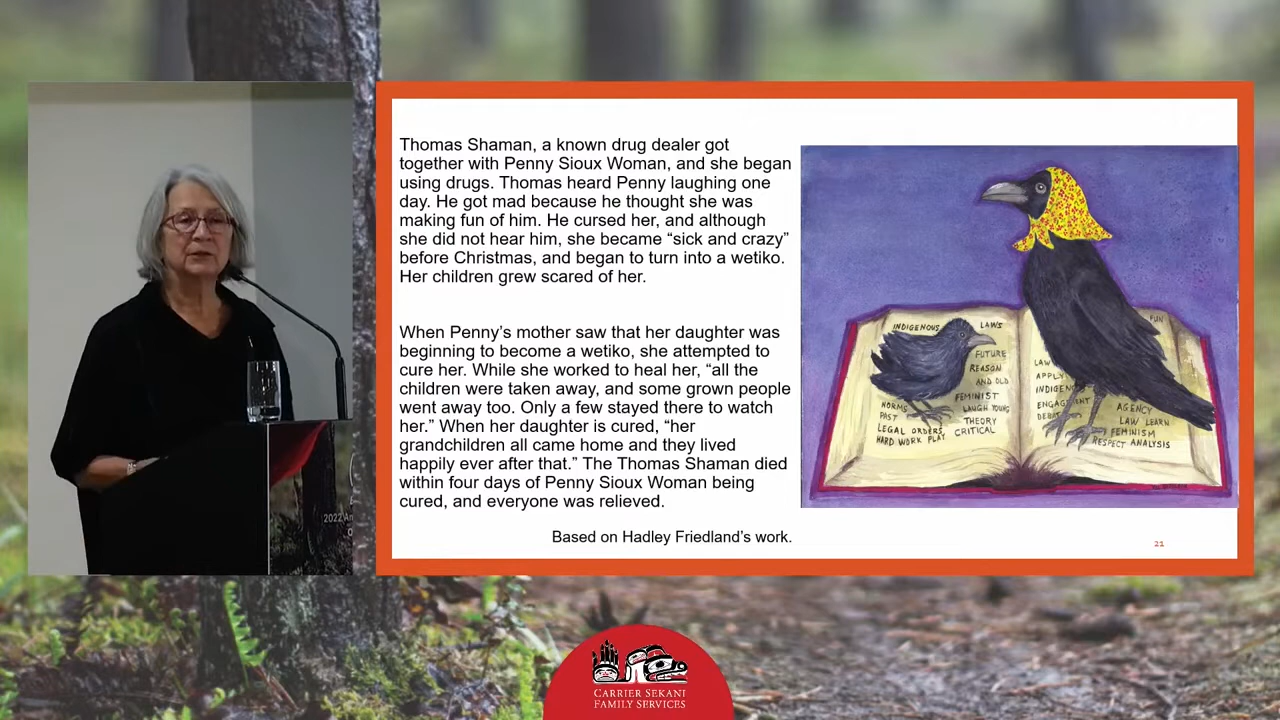 Thomas Shaman, a known drug dealer got
together with Penny Sioux Woman, and she began
using drugs. Thomas heard Penny laughing one
day. He got mad because he thought she was
making fun of him. He cursed her, and although
she did not hear him, she became “sick and crazy”
before Christmas, and began to turn into a wetiko.
Her children grew scared of her.
When Penny’s mother saw that her daughter was
beginning to become a wetiko, she attempted to
cure her. While she worked to heal her, “all the
children were taken away, and some grown people
went away too. Only a few stayed there to watch
her.” When her daughter is cured, “her
grandchildren all came home and they lived
happily ever after that.” The Thomas Shaman died
within four days of Penny Sioux Woman being
cured, and everyone was relieved.
Based on Hadley Friedland’s work.
INDIGENOUS LAWS
FUTURE
REASON
AND OLD
FEMINIST
NORMS LAUGH YOUNG
PAST THEORY
LEGAL ORDERS CRITICAL
HARD WORK PLAY
FUN
LAW
APPLY
INDIGEN
ENGAGEMENT
DEBAT AGENCY
LAW LEARN
FEMINISM
RESPECT ANALYSIS
21
2022
CARRIER SEKANI
FAMILY SERVICES